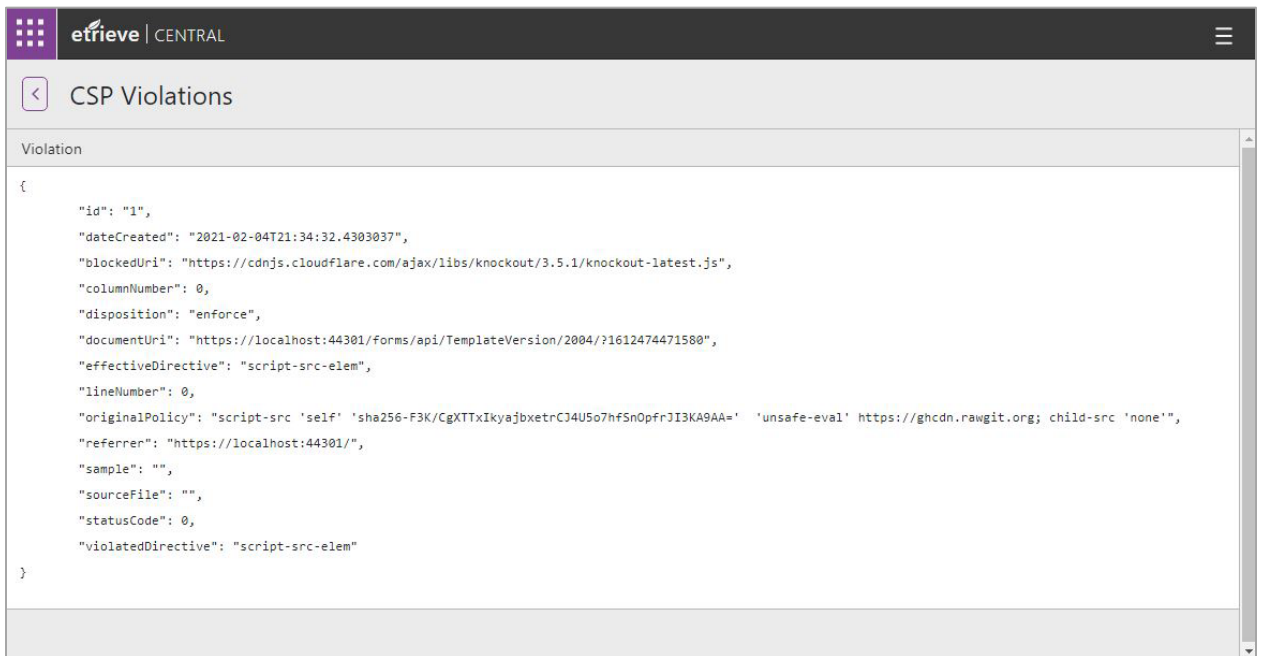 etrieve | CENTRAL
CSP Violations
Violation
{
"id": "1",
"dateCreated": "2021-02-04T21:34:32.4303037",
"blockedUri": "https://cdnjs.cloudflare.com/ajax/libs/knockout/3.5.1/knockout-latest.js",
"columnNumber": 0,
"disposition": "enforce",
"documentUri": "https://localhost:44301/forms/api/TemplateVersion/2004/?1612474471580",
"effectiveDirective": "script-src-elem",
"lineNumber": 0,
"originalPolicy": "script-src 'self' 'sha256-F3K/CgXTTxIkyajbxetrCJ4U5o7hfSnOpfrJI3KA9AA=' 'unsafe-eval' https://ghcdn.rawgit.org; child-src 'none'",
"referrer": "https://localhost:44301/",
"sample": "",
"sourceFile": "",
"statusCode": 0,
"violatedDirective": "script-src-elem"
}